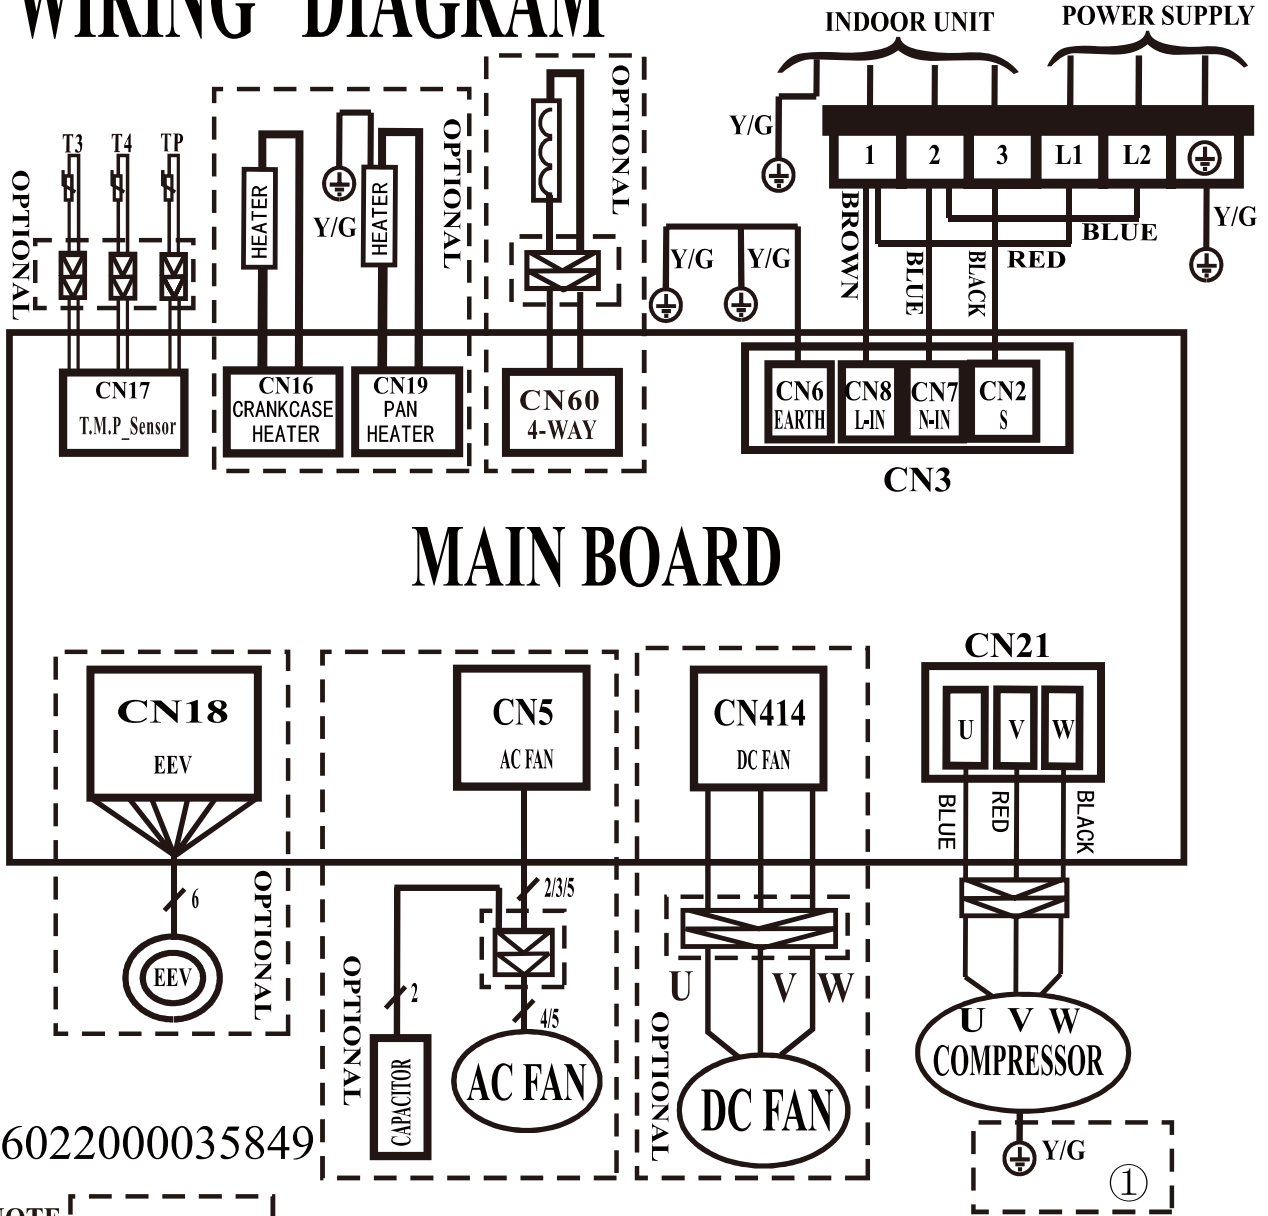 WIRING DIAGRAM
INDOOR UNIT
POWER SUPPLY
T3
T4
TP
OPTIONAL
HEATER
Y/G
HEATER
OPTIONAL
OPTIONAL
Y/G
1
2
3
L1
L2
Y/G
Y/G
Y/G
BROWN
BLUE
BLACK
RED
BLUE
CN17
T.M.P_Sensor
CN16
CRANKCASE
HEATER
CN19
PAN
HEATER
CN60
4-WAY
CN6
EARTH
CN8
L-IN
CN7
N-IN
CN2
S
CN3
MAIN BOARD
CN18
EEV
CN5
AC FAN
CN414
DC FAN
CN21
U
V
W
BLUE
RED
BLACK
6
EEV
OPTIONAL
2/3/5
2
4/5
OPTIONAL
CAPACITOR
AC FAN
U
V
W
OPTIONAL
DC FAN
U V W
COMPRESSOR
Y/G
①
6022000035849
NOTE